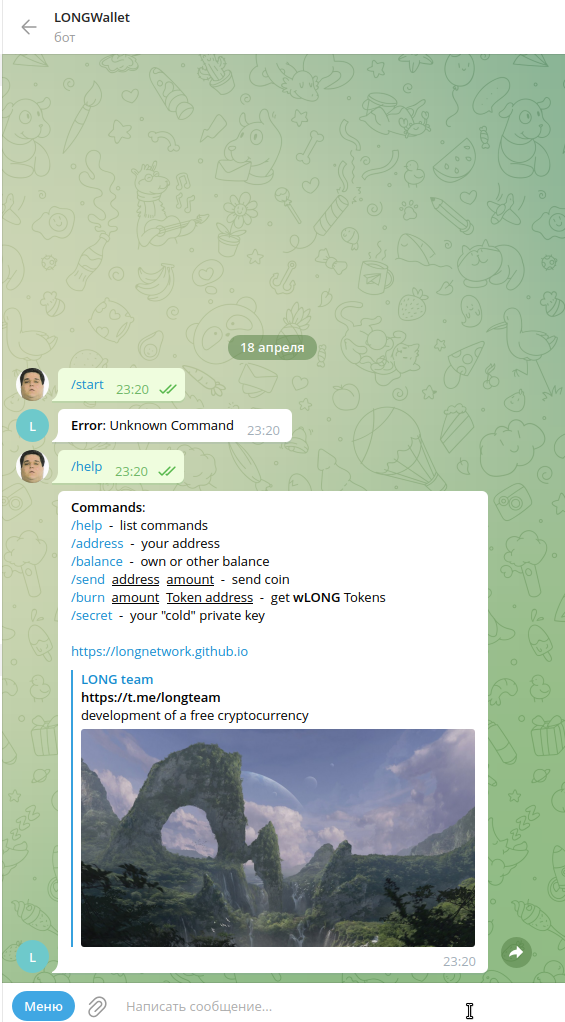 LONGWallet
бот
18 апреля
/start 23:20
L
Error: Unknown Command 23:20
/help 23:20
Commands:
/help - list commands
/address - your address
/balance - own or other balance
/send address amount - send coin
/burn amount Token address - get wLONG Tokens
/secret - your "cold" private key
https://longnetwork.github.io
LONG team
https://t.me/longteam
development of a free cryptocurrency
L
23:20
Меню
Написать сообщение...